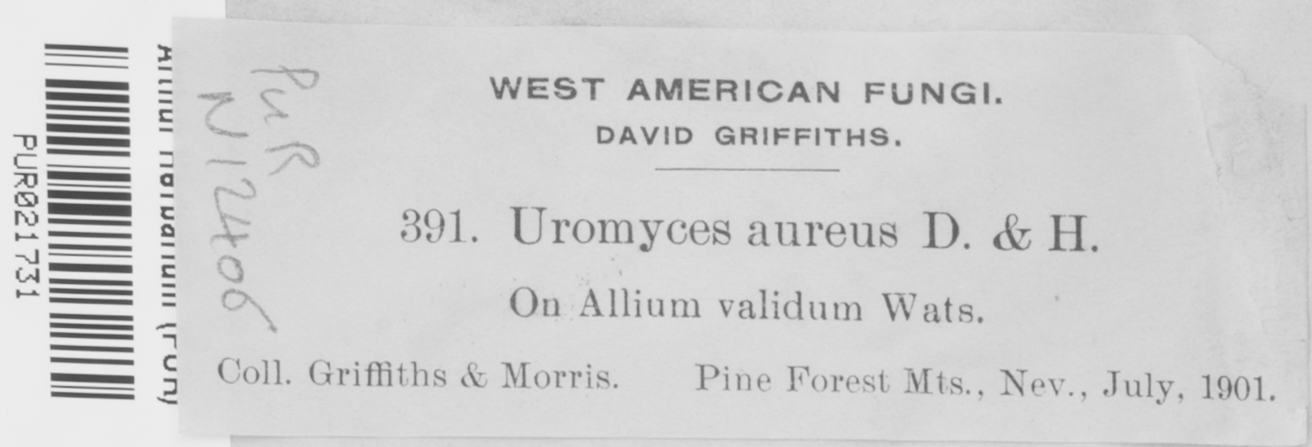 WEST AMERICAN FUNGI.
DAVID GRIFFITHS.
391. Uromyces aureus D. & H.
On Allium validum Wats.
Coll. Griffiths & Morris. Pine Forest Mts., Nev., July, 1901.
PUR
N12406
PUR021731